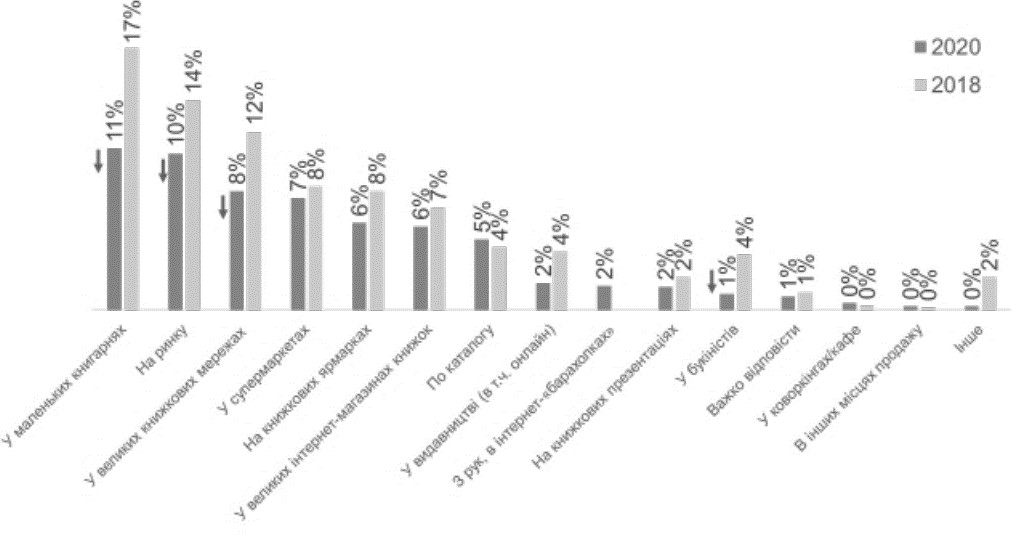 2020
2018
11%
17%
10%
14%
8%
12%
7%
8%
6%
8%
6%
7%
5%
4%
2%
4%
2%
2%
2%
1%
4%
1%
1%
0%
0%
0%
0%
0%
2%
У маленьких книгарнях
На ринку
У великих книжкових мережах
У супермаркетах
На книжкових ярмарках
У великих інтернет-магазинах книжок
По каталогу
У видавництві (в т.ч. онлайн)
З рук, в інтернет-«барахолках»
На книжкових презентаціях
У букіністів
Важко відповісти
У коворкінгах/кафе
В інших місцях продажу
Інше